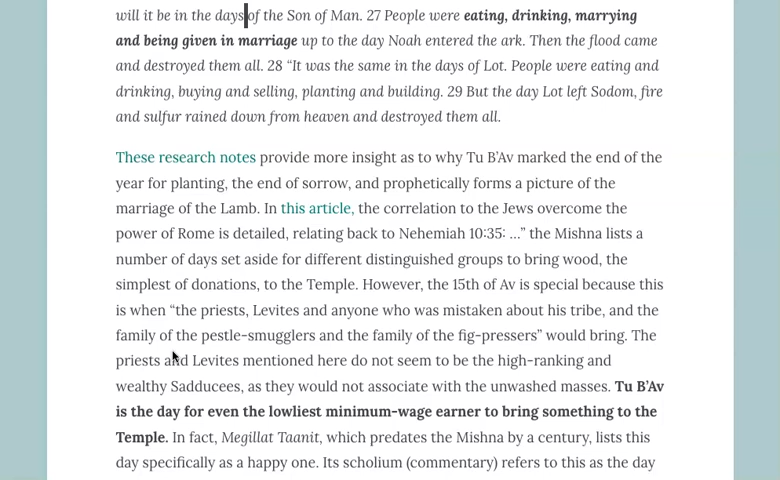 will it be in the days of the Son of Man. 27 People were eating, drinking, marrying
and being given in marriage up to the day Noah entered the ark. Then the flood came
and destroyed them all. 28 “It was the same in the days of Lot. People were eating and
drinking, buying and selling, planting and building. 29 But the day Lot left Sodom, fire
and sulfur rained down from heaven and destroyed them all.
These research notes provide more insight as to why Tu B’Av marked the end of the
year for planting, the end of sorrow, and prophetically forms a picture of the
marriage of the Lamb. In this article, the correlation to the Jews overcome the
power of Rome is detailed, relating back to Nehemiah 10:35: …” the Mishna lists a
number of days set aside for different distinguished groups to bring wood, the
simplest of donations, to the Temple. However, the 15th of Av is special because this
is when “the priests, Levites and anyone who was mistaken about his tribe, and the
family of the pestle-smugglers and the family of the fig-pressers” would bring. The
priests and Levites mentioned here do not seem to be the high-ranking and
wealthy Sadducees, as they would not associate with the unwashed masses. Tu B’Av
is the day for even the lowliest minimum-wage earner to bring something to the
Temple. In fact, Megillat Taanit, which predates the Mishna by a century, lists this
day specifically as a happy one. Its scholium (commentary) refers to this as the day